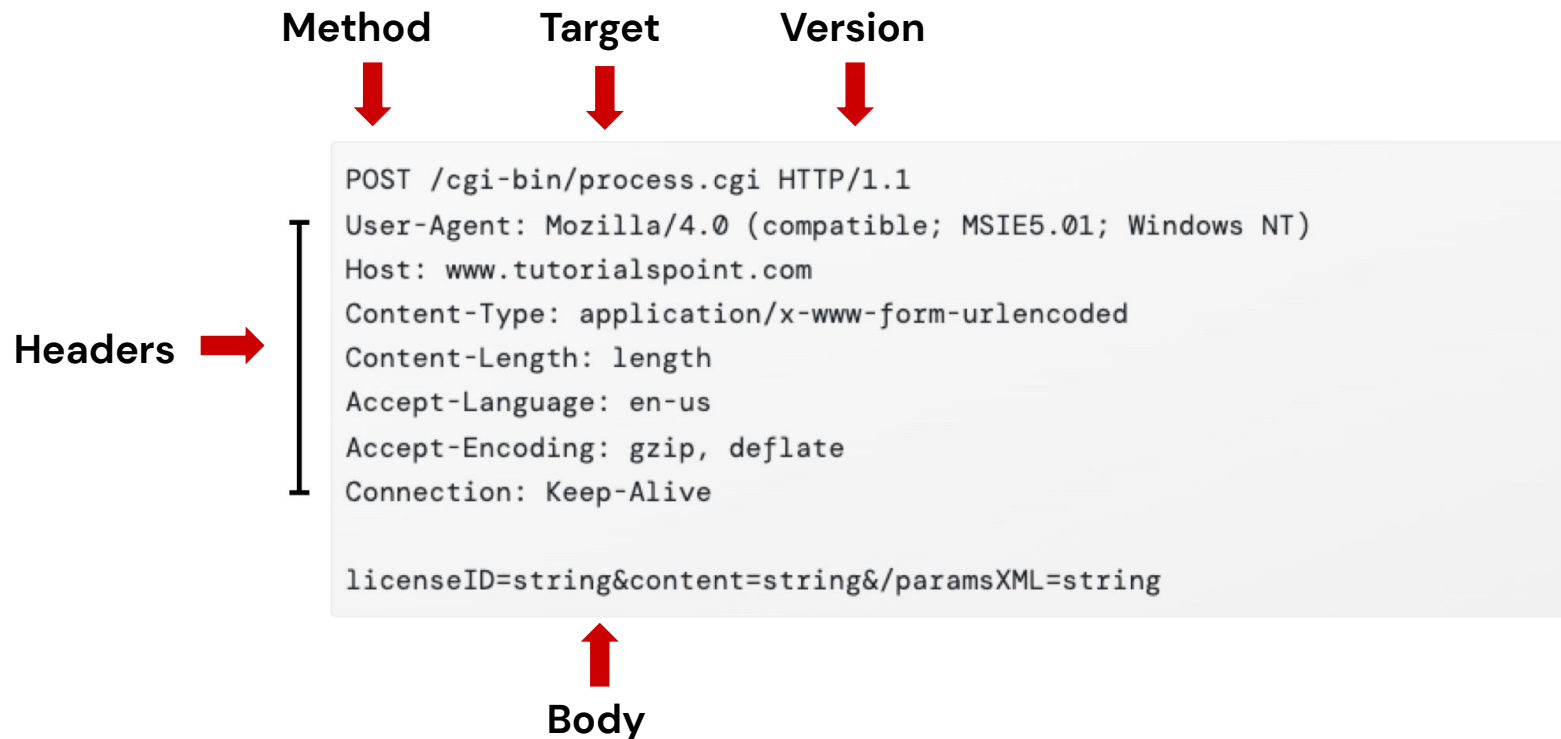 Method Target Version
POST /cgi-bin/process.cgi HTTP/1.1
User-Agent: Mozilla/4.0 (compatible; MSIE5.01; Windows NT)
Host: www.tutorialspoint.com
Content-Type: application/x-www-form-urlencoded
Headers
Content-Length: length
Accept-Language: en-us
Accept-Encoding: gzip, deflate
Connection: Keep-Alive
licenseID=string&content=string&/paramsXML=string
Body